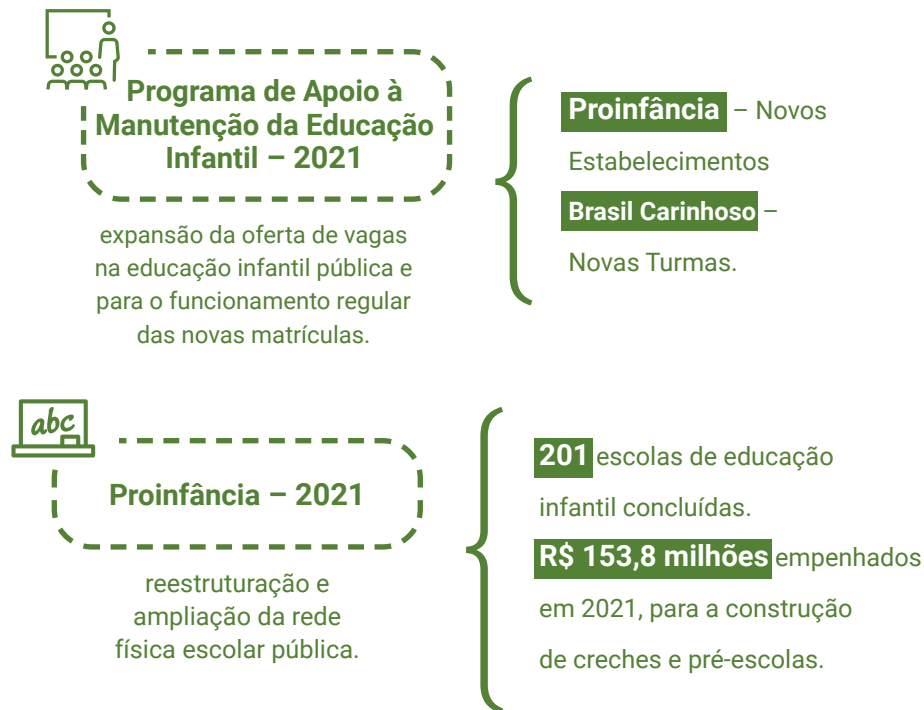 Programa de Apoio à
Manutenção da Educação
Infantil – 2021
expansão da oferta de vagas
na educação infantil pública e
para o funcionamento regular
das novas matrículas.
Proinfância – Novos
Estabelecimentos
Brasil Carinhoso –
Novas Turmas.
abc
Proinfância – 2021
reestruturação e
ampliação da rede
física escolar pública.
201 escolas de educação
infantil concluídas.
R$ 153,8 milhões empenhados
em 2021, para a construção
de creches e pré-escolas.